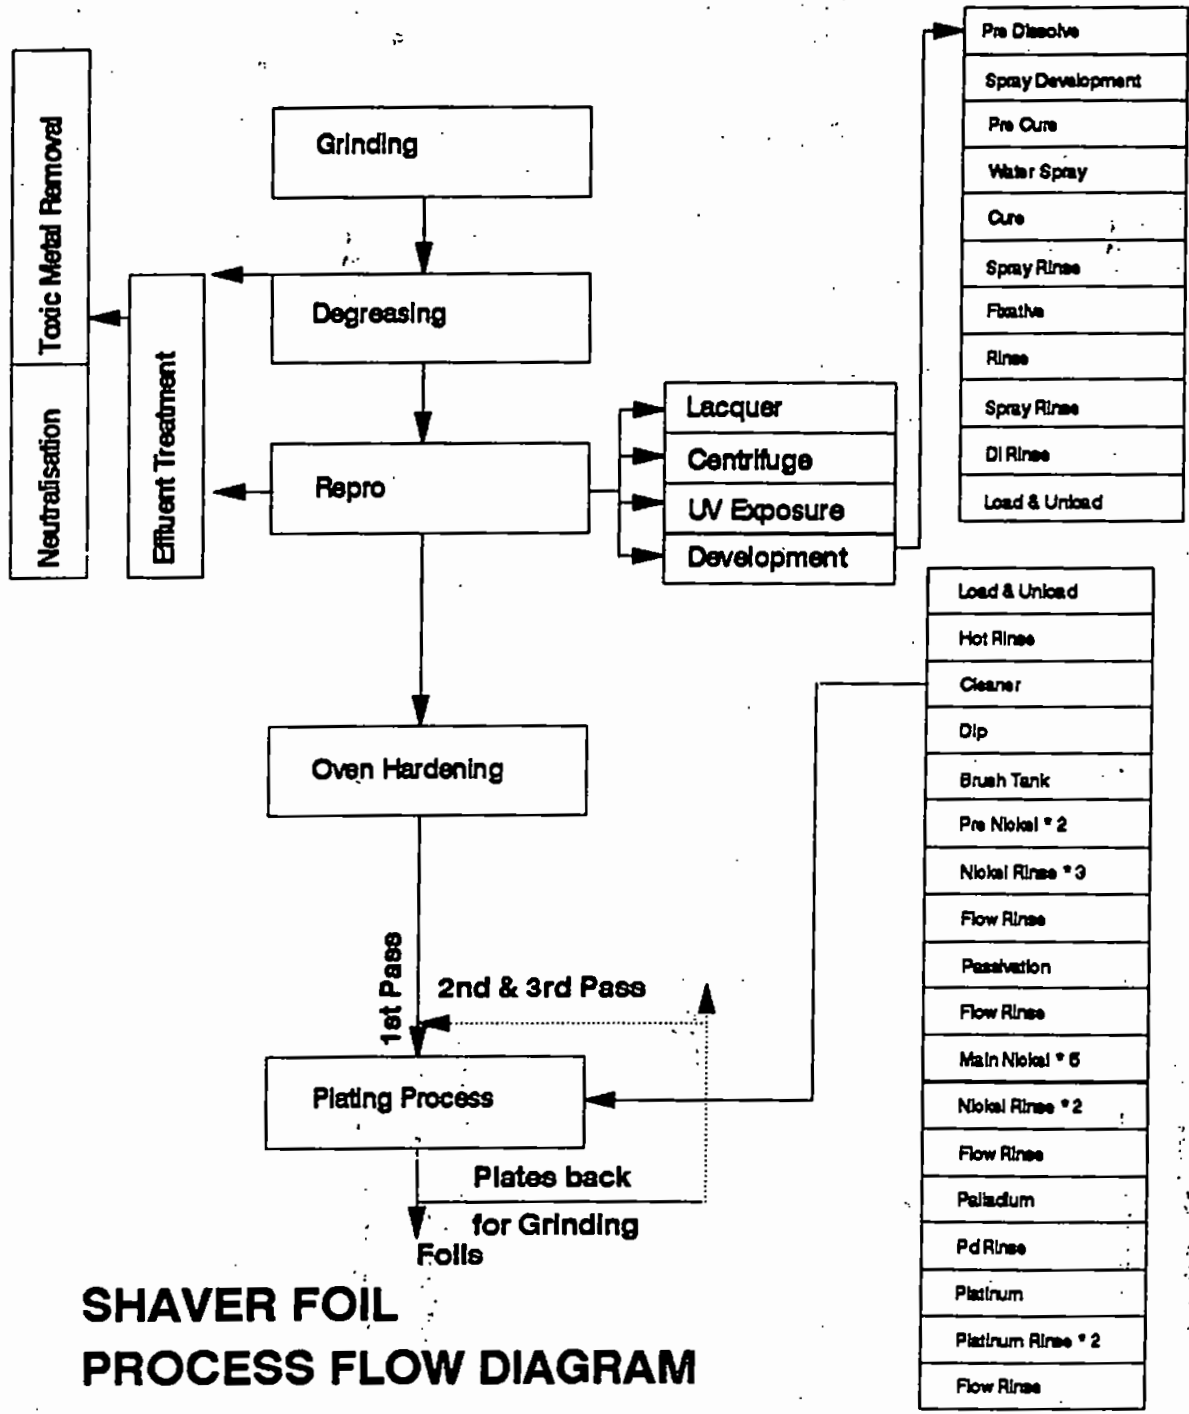 Toxic Metal Removal
Neutralisation
Effluent Treatment
Grinding
Degreasing
Repro
Lacquer
Centrifuge
UV Exposure
Development
Pre Dissolve
Spray Development
Pre Cure
Water Spray
Cure
Spray Rinse
Fixative
Rinse
Spray Rinse
DI Rinse
Load & Unload
Oven Hardening
1st Pass
2nd & 3rd Pass
Plating Process
Plates back
for Grinding
Foils
Load & Unload
Hot Rinse
Cleaner
Dip
Brush Tank
Pre Nickel * 2
Nickel Rinse * 3
Flow Rinse
Passivation
Flow Rinse
Main Nickel * 5
Nickel Rinse * 2
Flow Rinse
Palladium
Pd Rinse
Platinum
Platinum Rinse * 2
Flow Rinse
SHAVER FOIL
PROCESS FLOW DIAGRAM